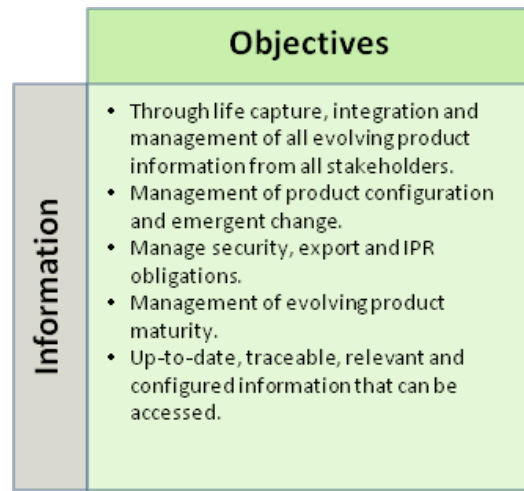 Objectives
Information
• Through life capture, integration and
management of all evolving product
information from all stakeholders.
• Management of product configuration
and emergent change.
• Manage security, export and IPR
obligations.
• Management of evolving product
maturity.
• Up-to-date, traceable, relevant and
configured information that can be
accessed.